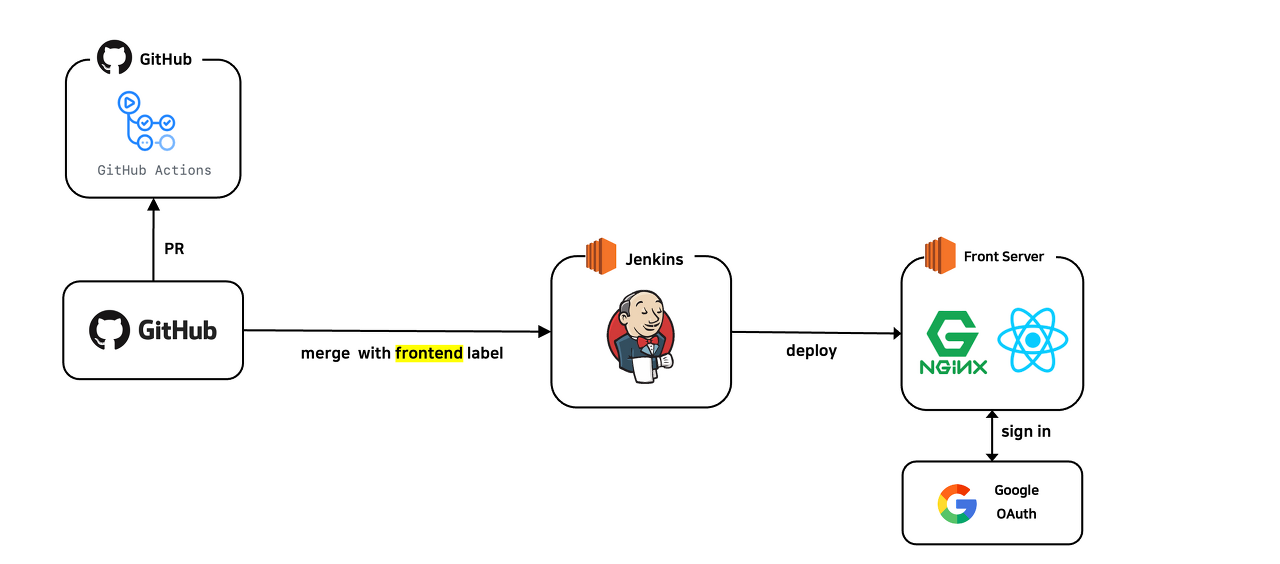 GitHub
GitHub Actions
PR
GitHub
merge with frontend label
Jenkins
deploy
Front Server
NGiNX
sign in
Google
OAuth